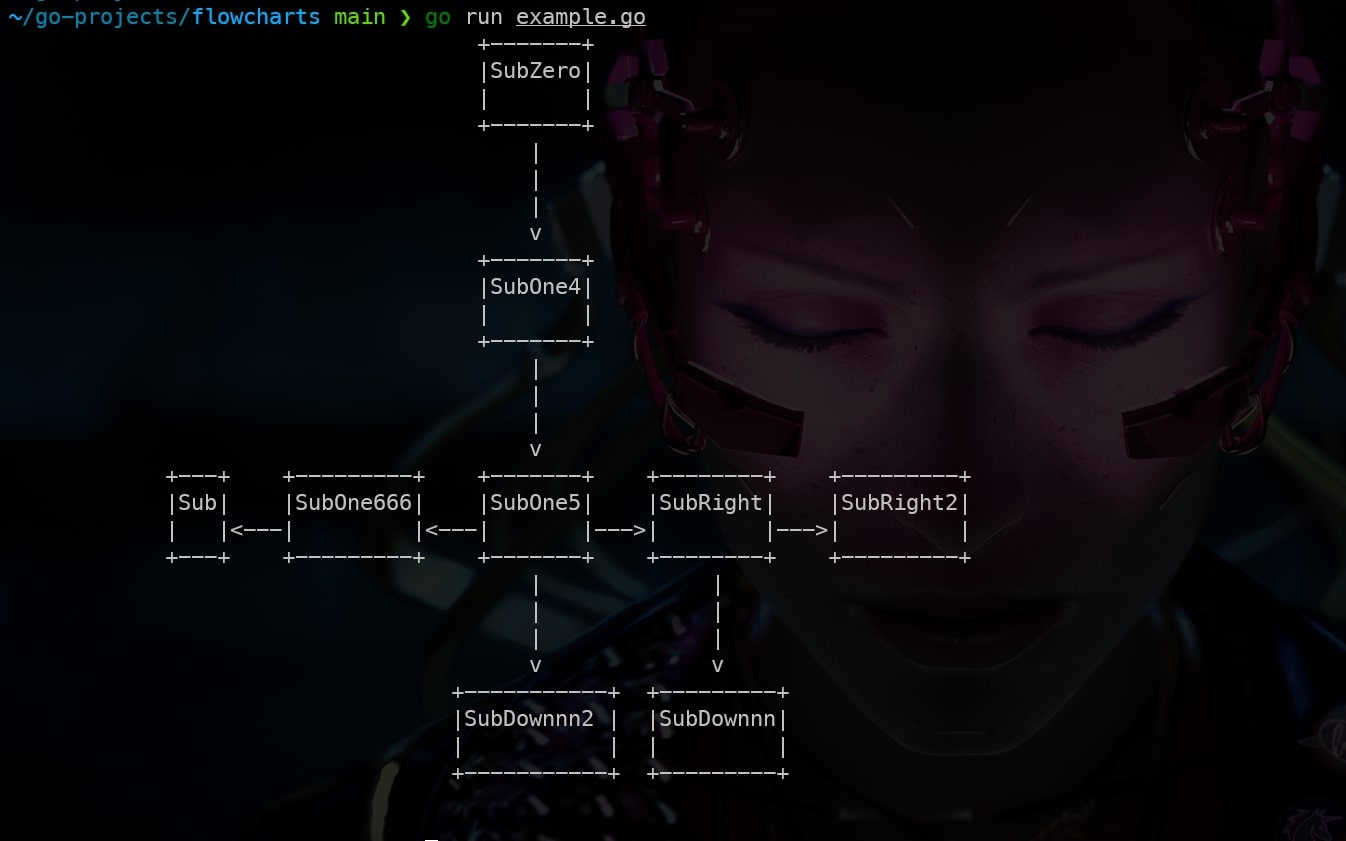 ~/go-projects/flowcharts main ❯ go run example.go
+-------+
|SubZero|
|       |
+-------+
|
|
|
v
+-------+
|SubOne4|
|       |
+-------+
|
|
|
v
+---+    +---------+    +-------+    +--------+    +---------+
|Sub|    |SubOne666|    |SubOne5|    |SubRight|    |SubRight2|
|   |<---|         |<---|       |--->|        |--->|         |
+---+    +---------+    +-------+    +--------+    +---------+
|             |
|             |
|             |
v             v
+-----------+  +---------+
|SubDownnn2 |  |SubDownnn|
|           |  |         |
+-----------+  +---------+